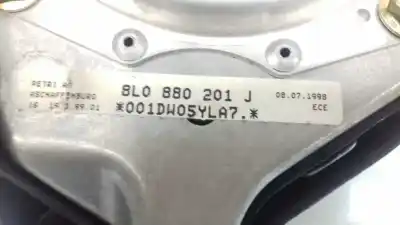 PETRI AG
8L0 880 201 J
08.07.1998
ASCHAFFENBURG
*001DW05YLA7.*
ECE